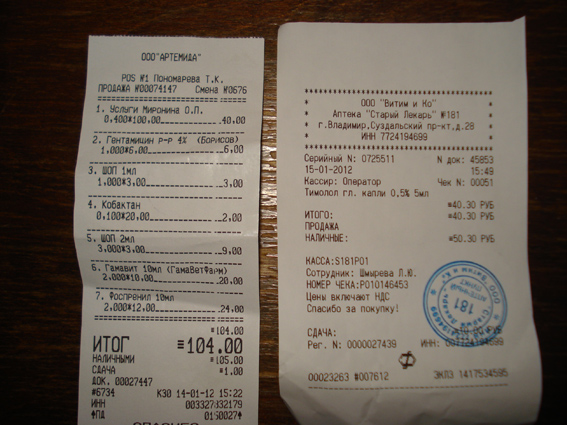 ООО"АРТЕМИДА"
POS №1 Пономарева Т.К.
ПРОДАЖА №00074147 Смена №0676
1. Услуги Миронина О.П.
0,400*100,00 40,00
2. Гентамицин р-р 4% (Борисов)
1,000*6,00 6,00
3. ШОП 1мл
1,000*3,00 3,00
4. Кобактан
0,100*20,00 2,00
5. ШОП 2мл
3,000*3,00 9,00
6. Гамавит 10мл (ГамаВетФарм)
2,000*10,00 20,00
7. Фоспренил 10мл
2,000*12,00 24,00
≡104.00
ИТОГ ≡104.00
НАЛИЧНЫМИ ≡105.00
СДАЧА ≡1.00
ДОК. 00027447
#6734 К30 14-01-12 15:22
ИНН 003327832179
ПД
ООО "Витим и Ко"
Аптека "Старый Лекарь" №181
г.Владимир,Суздальский пр-кт,д.28
ИНН 7724194699
Серийный N: 0725511 N док: 45853
15-01-2012 15:49
Кассир: Оператор Чек N: 00051
Тимолол гл. капли 0,5% 5мл
≡40.30 РУБ
ИТОГО: ≡40.30 РУБ
ПРОДАЖА
НАЛИЧНЫЕ: ≡50.30 РУБ
КАССА:S181P01
Сотрудник: Шмырева Л.Ю.
НОМЕР ЧЕКА:P010146453
Цены включают НДС
Спасибо за покупку!
181
СДАЧА:
Рег. N: 0000027439 ИНН: 007724194699
00023263 #007612 ЭКЛЗ 1417534595